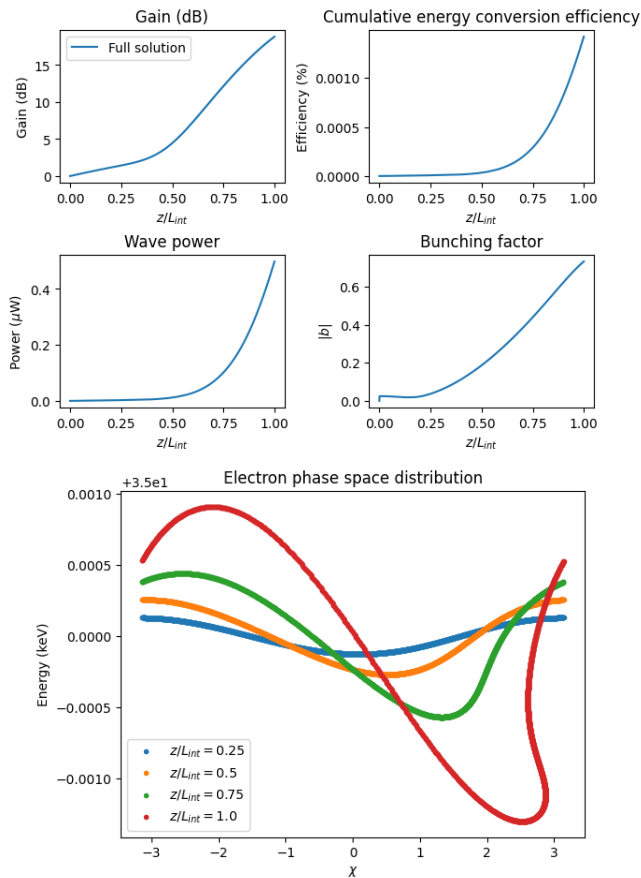 Gain (dB)
Full solution
Gain (dB)
15
10
5
0
0.00 0.25 0.50 0.75 1.00
z/L_int
Cumulative energy conversion efficiency
Efficiency (%)
0.0010
0.0005
0.0000
0.00 0.25 0.50 0.75 1.00
z/L_int
Wave power
Power (μW)
0.4
0.2
0.0
0.00 0.25 0.50 0.75 1.00
z/L_int
Bunching factor
|b|
0.6
0.4
0.2
0.0
0.00 0.25 0.50 0.75 1.00
z/L_int
Electron phase space distribution
+3.5e1
Energy (keV)
0.0010
0.0005
0.0000
−0.0005
−0.0010
z/L_int = 0.25
z/L_int = 0.5
z/L_int = 0.75
z/L_int = 1.0
−3 −2 −1 0 1 2 3
χ